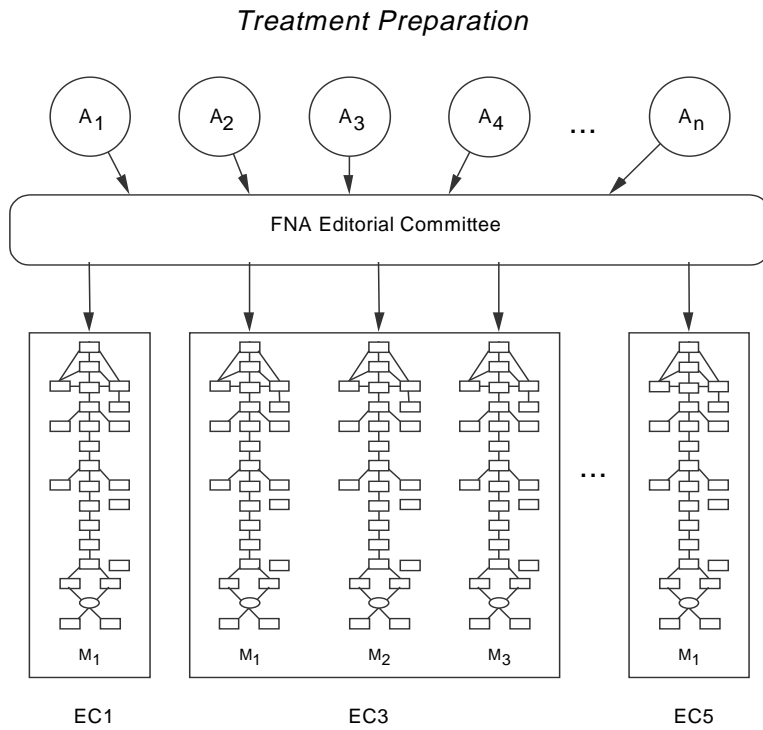 Treatment Preparation
A1 A2 A3 A4 ... An
FNA Editorial Committee
...
M1 M1 M2 M3 M1
EC1 EC3 EC5